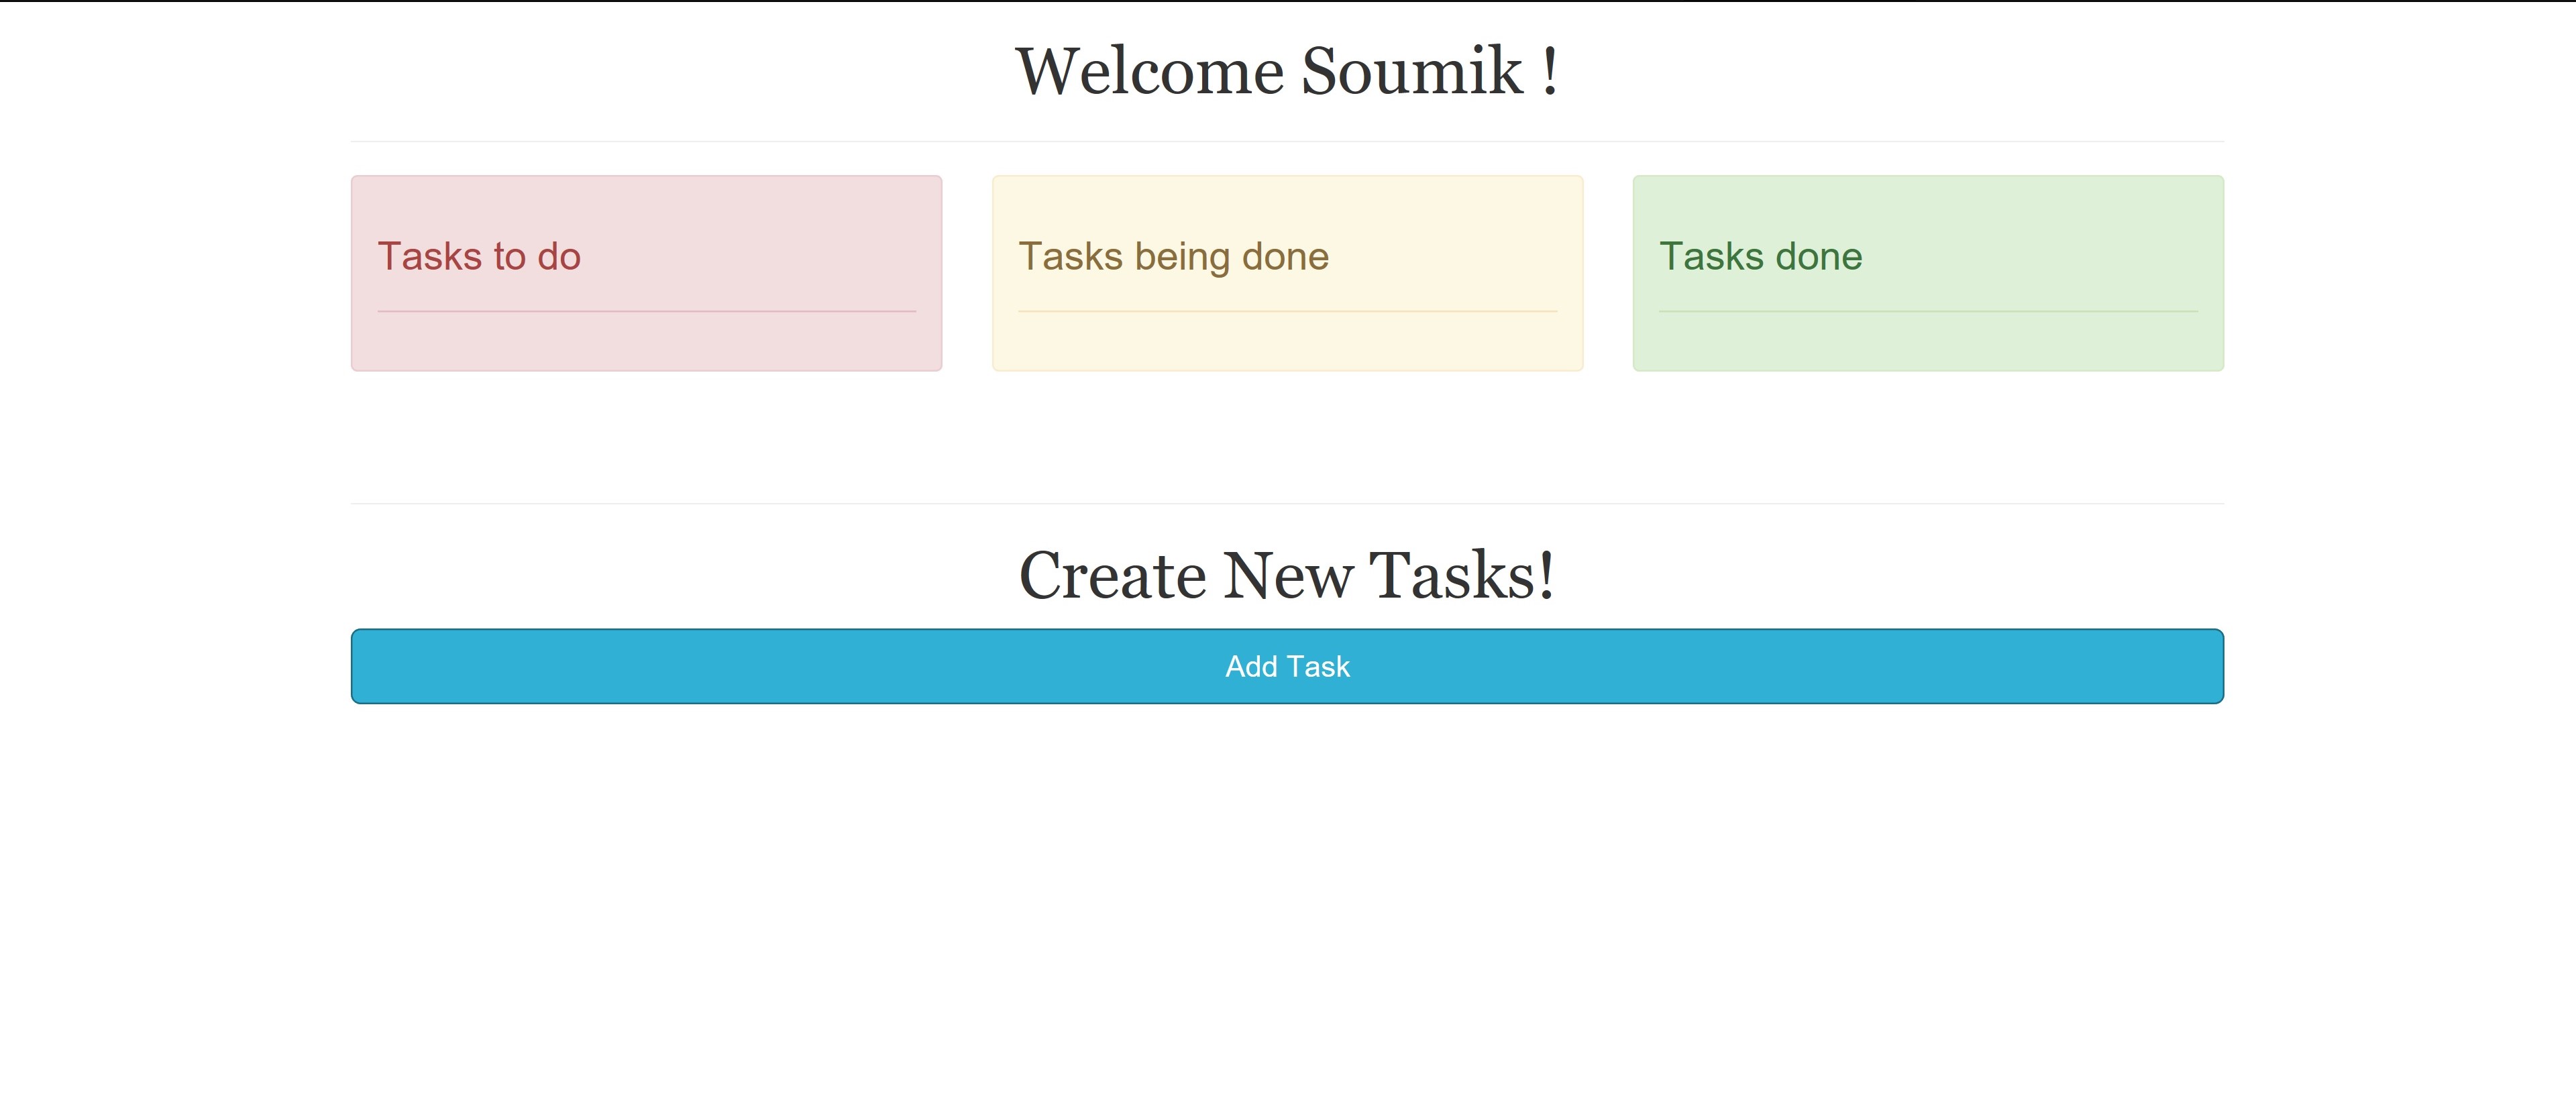 Welcome Soumik !
Tasks to do
Tasks being done
Tasks done
Create New Tasks!
Add Task